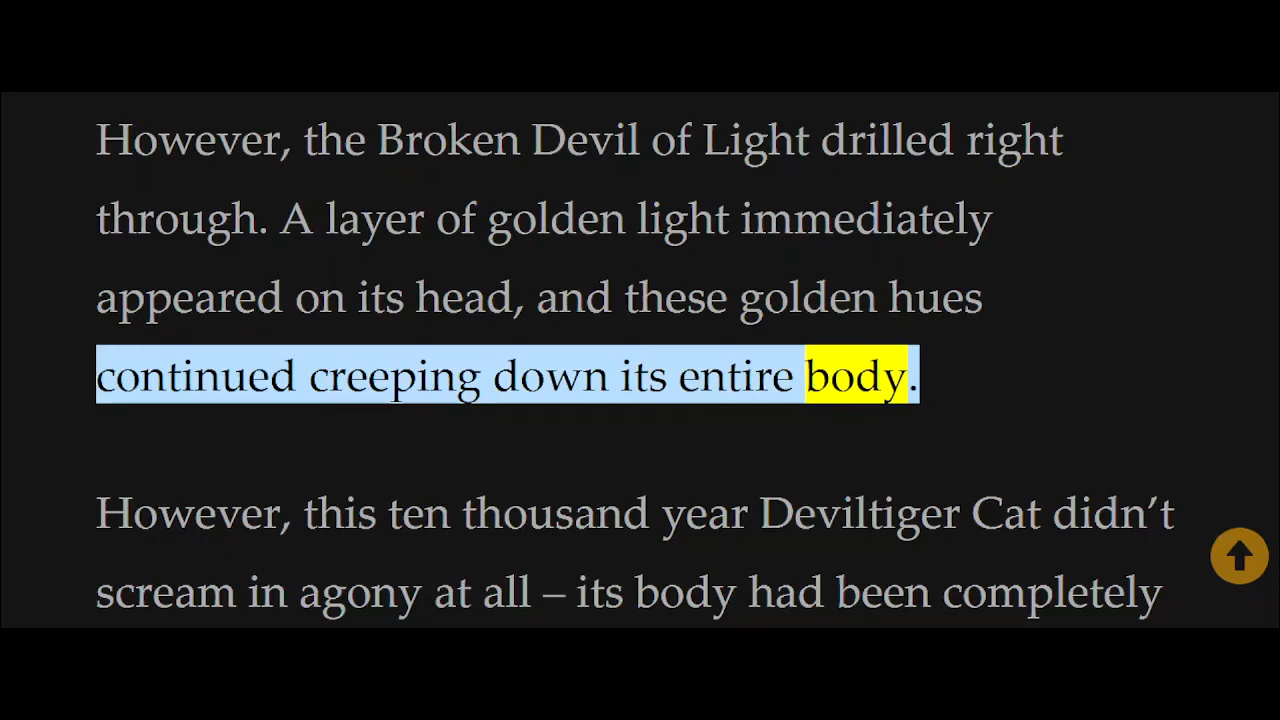 However, the Broken Devil of Light drilled right
through. A layer of golden light immediately
appeared on its head, and these golden hues
continued creeping down its entire body.
However, this ten thousand year Deviltiger Cat didn’t
scream in agony at all – its body had been completely